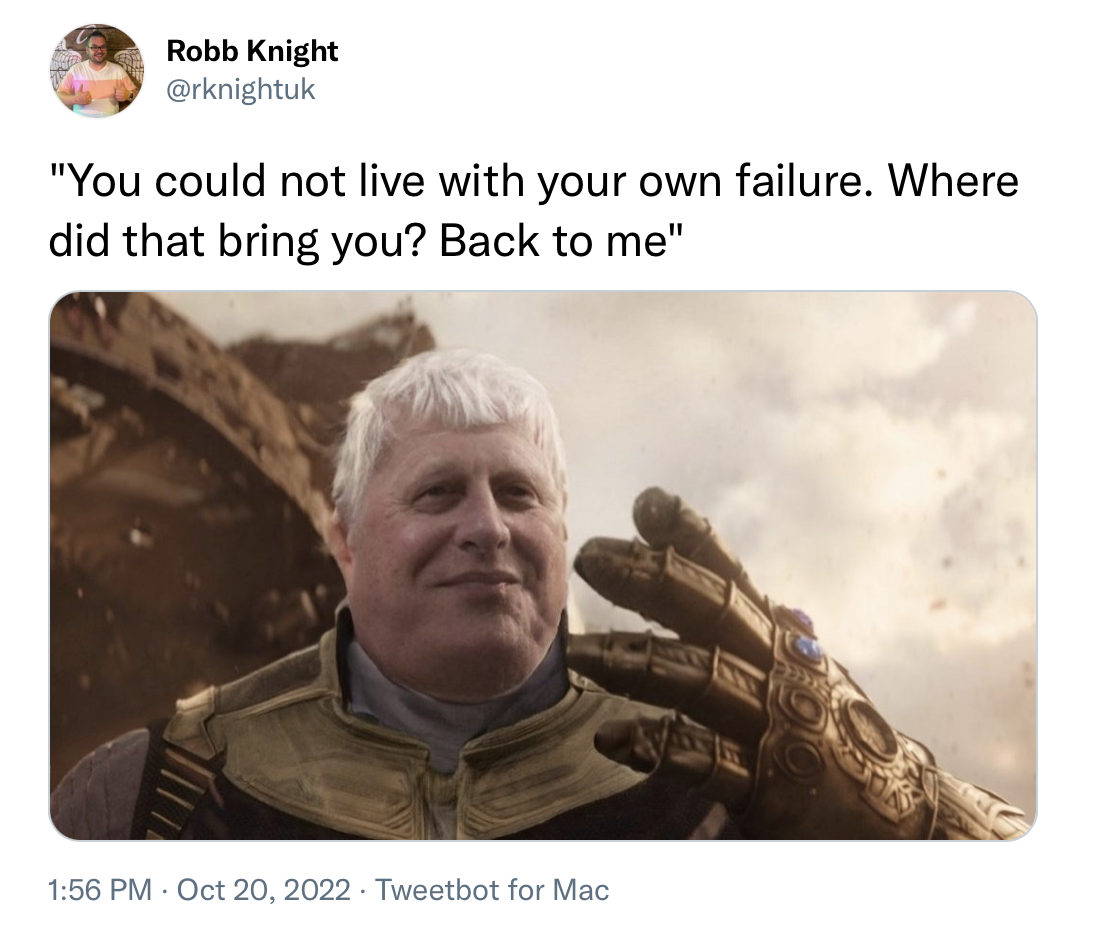 Robb Knight
@rknightuk
"You could not live with your own failure. Where
did that bring you? Back to me"
1:56 PM · Oct 20, 2022 · Tweetbot for Mac